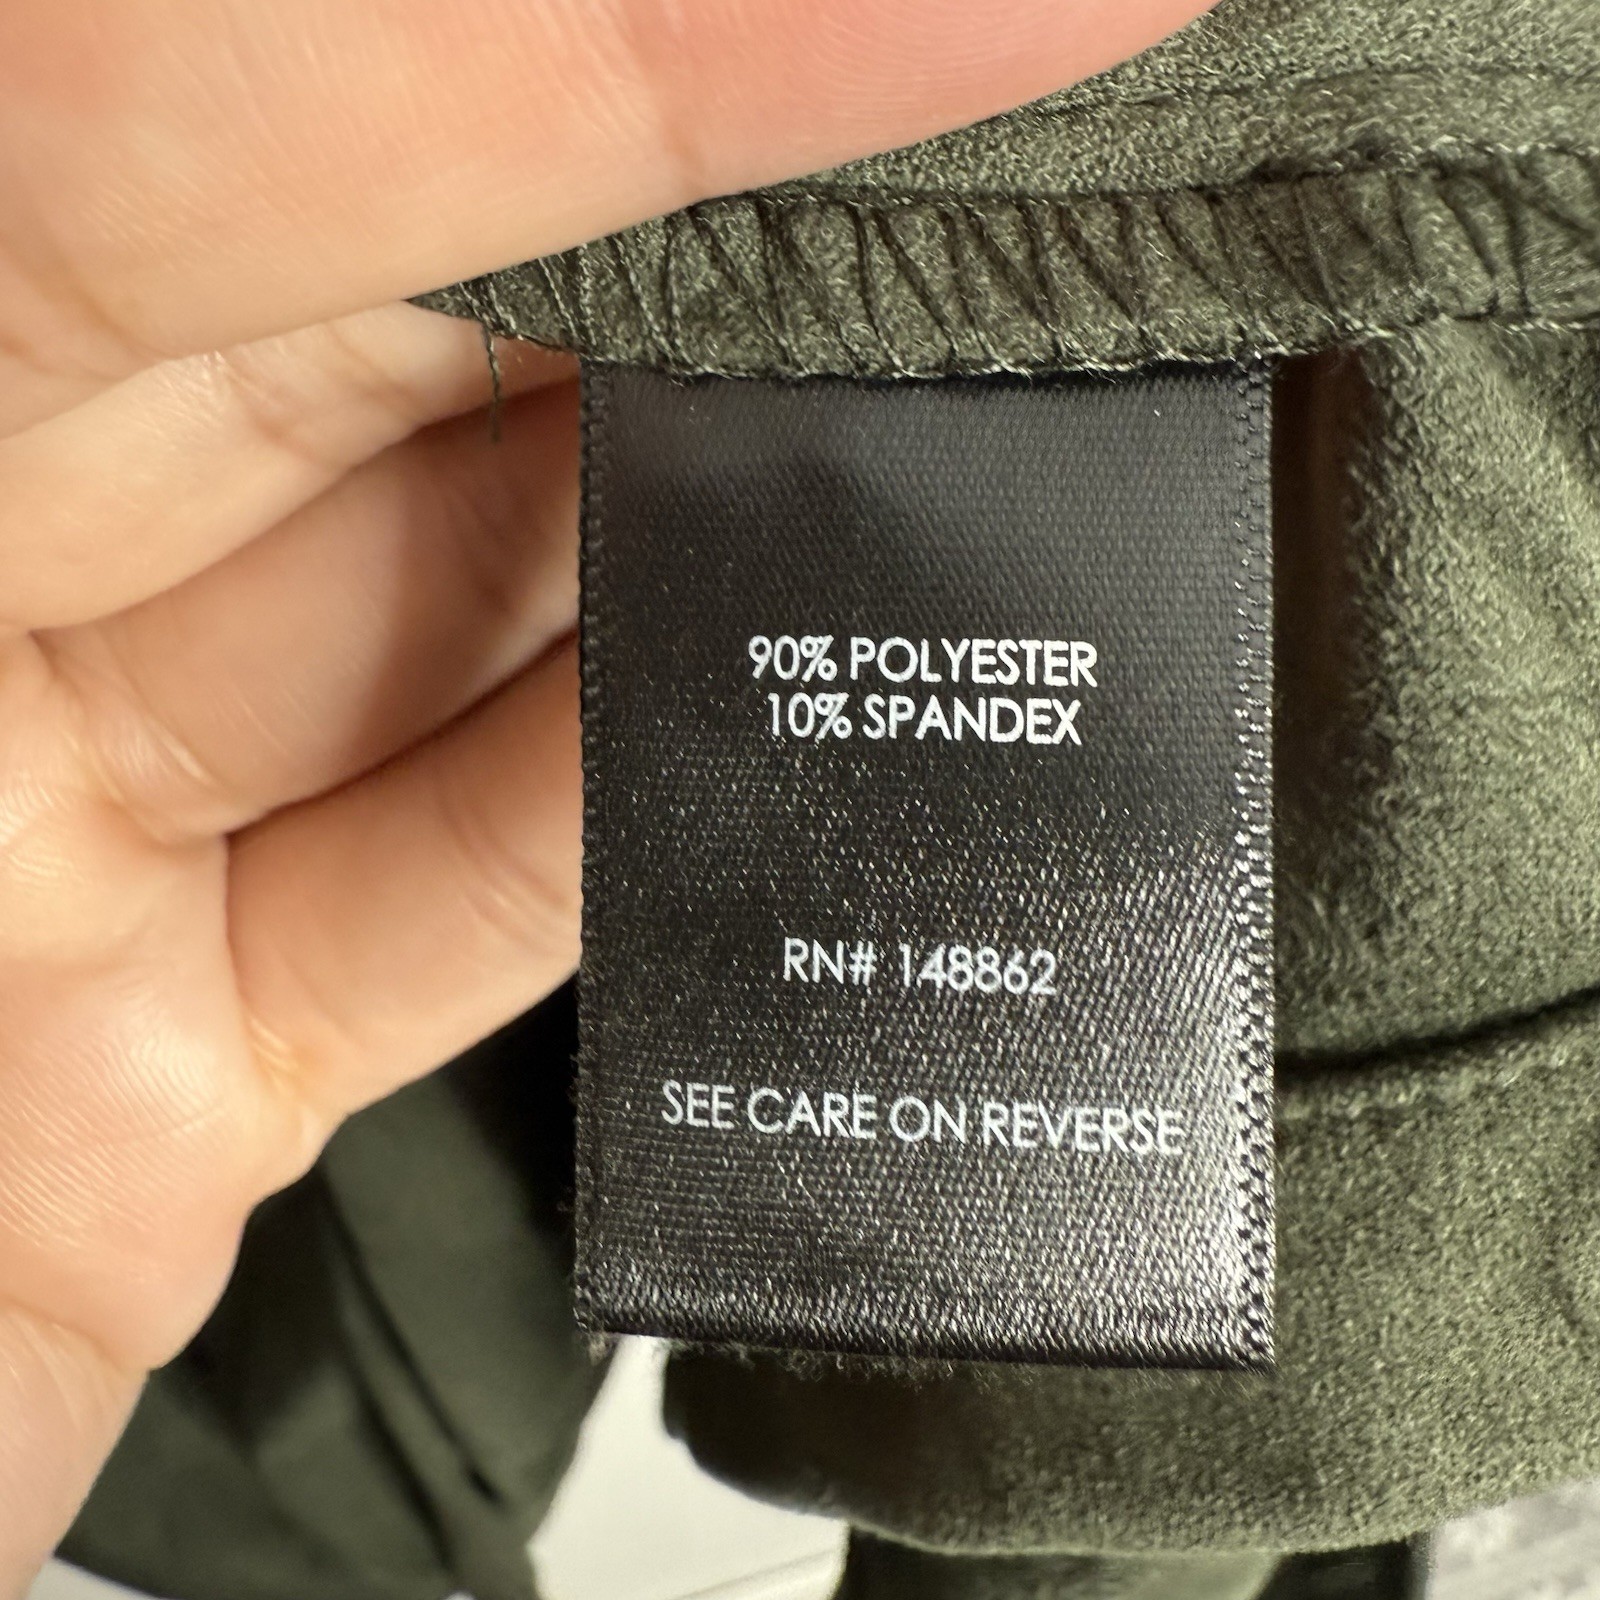 90% POLYESTER
10% SPANDEX
RN# 148862
SEE CARE ON REVERSE